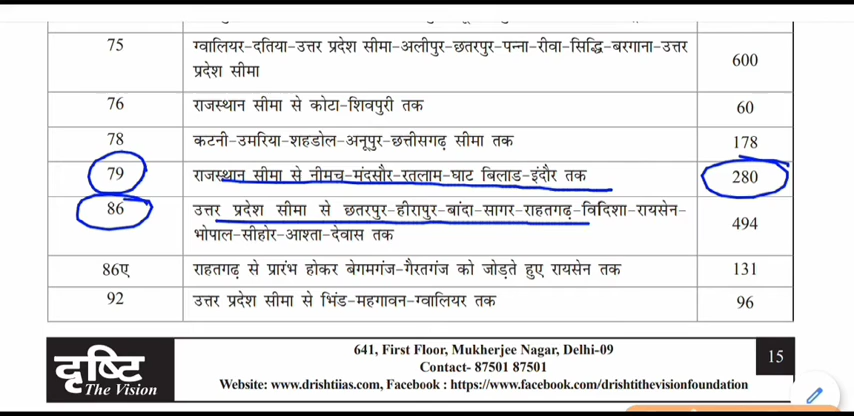 75 ग्वालियर-दतिया-उत्तर प्रदेश सीमा-अलीपुर-छतरपुर-पन्ना-रीवा-सिद्धि-बरगाना-उत्तर
प्रदेश सीमा 600
76 राजस्थान सीमा से कोटा-शिवपुरी तक 60
78 कटनी-उमरिया-शहडोल-अनूपुर-छत्तीसगढ़ सीमा तक 178
79 राजस्थान सीमा से नीमच-मंदसौर-रतलाम-घाट बिलाड-इंदौर तक 280
86 उत्तर प्रदेश सीमा से छतरपुर-हीरापुर-बांदा-सागर-राहतगढ़-विदिशा-रायसेन-
भोपाल-सीहोर-आश्ता-देवास तक 494
86ए राहतगढ़ से प्रारंभ होकर बेगमगंज-गैरतगंज को जोड़ते हुए रायसेन तक 131
92 उत्तर प्रदेश सीमा से भिंड-महगावन-ग्वालियर तक 96
दृष्टि
The Vision
641, First Floor, Mukherjee Nagar, Delhi-09
Contact- 87501 87501
Website: www.drishtiias.com, Facebook : https://www.facebook.com/drishtithevisionfoundation
15